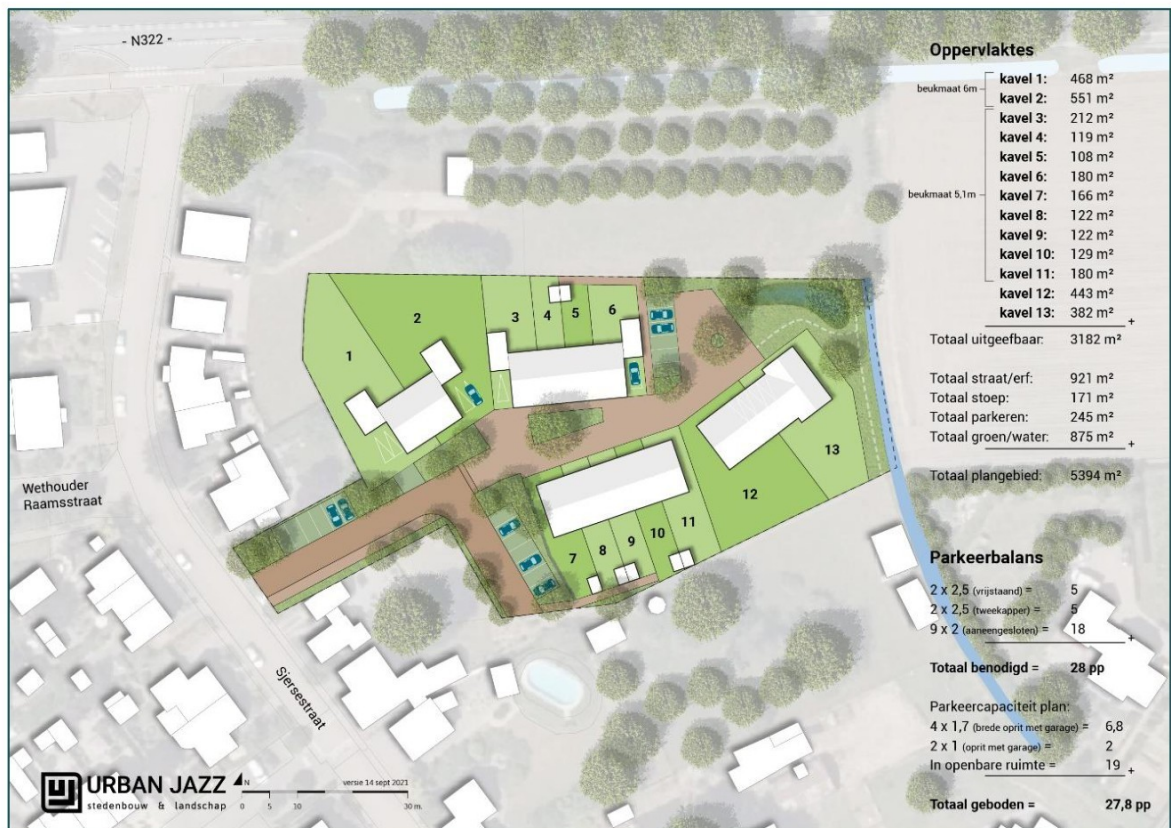 - N322 -
Oppervlaktes
beukmaat 6m
kavel 1: 468 m²
kavel 2: 551 m²
beukmaat 5,1m
kavel 3: 212 m²
kavel 4: 119 m²
kavel 5: 108 m²
kavel 6: 180 m²
kavel 7: 166 m²
kavel 8: 122 m²
kavel 9: 122 m²
kavel 10: 129 m²
kavel 11: 180 m²
kavel 12: 443 m²
kavel 13: 382 m²
+
Totaal uitgeefbaar: 3182 m²
Totaal straat/erf: 921 m²
Totaal stoep: 171 m²
Totaal parkeren: 245 m²
Totaal groen/water: 875 m²
+
Totaal plangebied: 5394 m²
Parkeerbalans
2 x 2,5 (vrijstaand) = 5
2 x 2,5 (tweekapper) = 5
9 x 2 (aaneengesloten) = 18
+
Totaal benodigd = 28 pp
Parkeercapaciteit plan:
4 x 1,7 (brede oprit met garage) = 6,8
2 x 1 (oprit met garage) = 2
In openbare ruimte = 19
+
Totaal geboden = 27,8 pp
1
2
3
4
5
6
7
8
9
10
11
12
13
Wethouder
Raamsstraat
Sjersestraat
URBAN JAZZ
stedenbouw & landschap
N
versie 14 sept 2021
0 5 10 30 m.